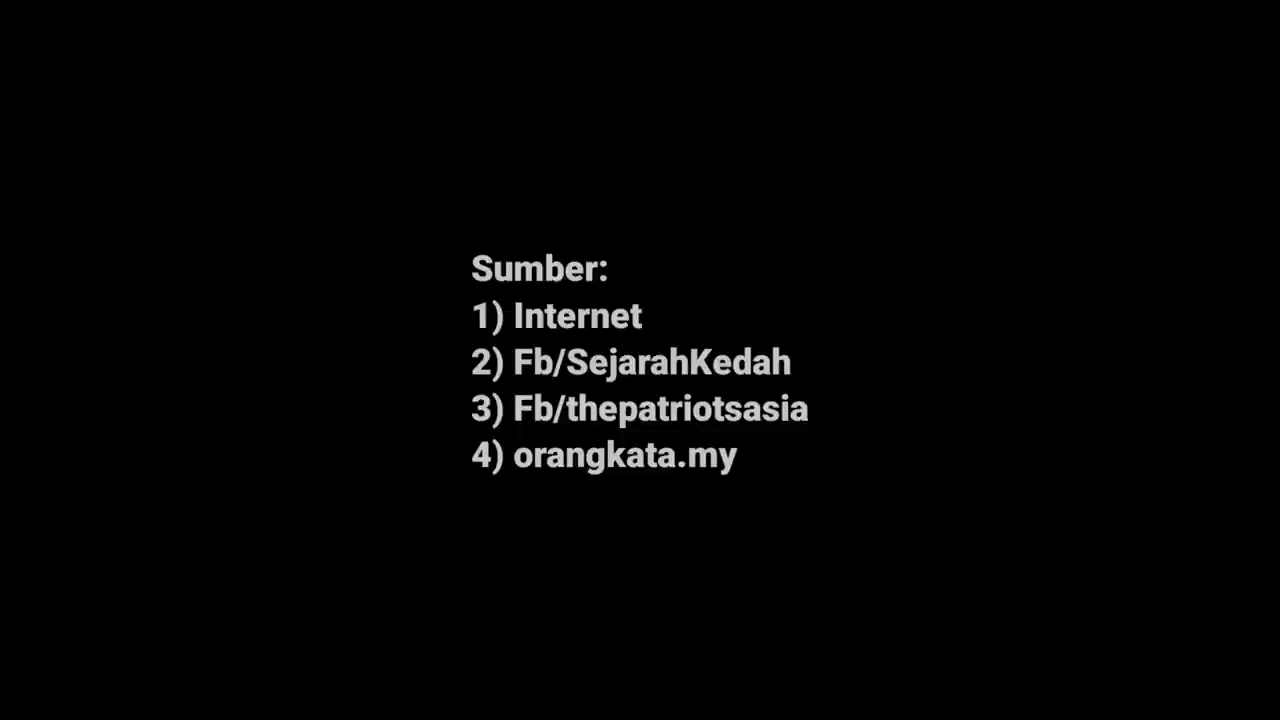 Sumber:
1) Internet
2) Fb/SejarahKedah
3) Fb/thepatriotsasia
4) orangkata.my